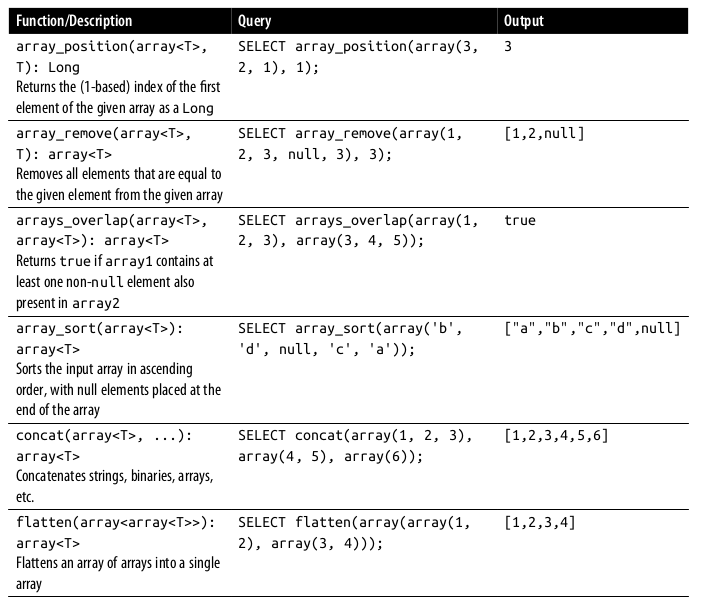 Function/Description Query Output
array_position(array<T>, SELECT array_position(array(3, 3
T): Long 2, 1), 1);
Returns the (1-based) index of the first
element of the given array as a Long
array_remove(array<T>, SELECT array_remove(array(1, [1,2,null]
T): array<T> 2, 3, null, 3), 3);
Removes all elements that are equal to
the given element from the given array
arrays_overlap(array<T>, SELECT arrays_overlap(array(1, true
array<T>): array<T> 2, 3), array(3, 4, 5));
Returns true if array1 contains at
least one non-null element also
present in array2
array_sort(array<T>): SELECT array_sort(array('b', ["a","b","c","d",null]
array<T> 'd', null, 'c', 'a'));
Sorts the input array in ascending
order, with null elements placed at the
end of the array
concat(array<T>, ...): SELECT concat(array(1, 2, 3), [1,2,3,4,5,6]
array<T> array(4, 5), array(6));
Concatenates strings, binaries, arrays,
etc.
flatten(array<array<T>>): SELECT flatten(array(array(1, [1,2,3,4]
array<T> 2), array(3, 4)));
Flattens an array of arrays into a single
array